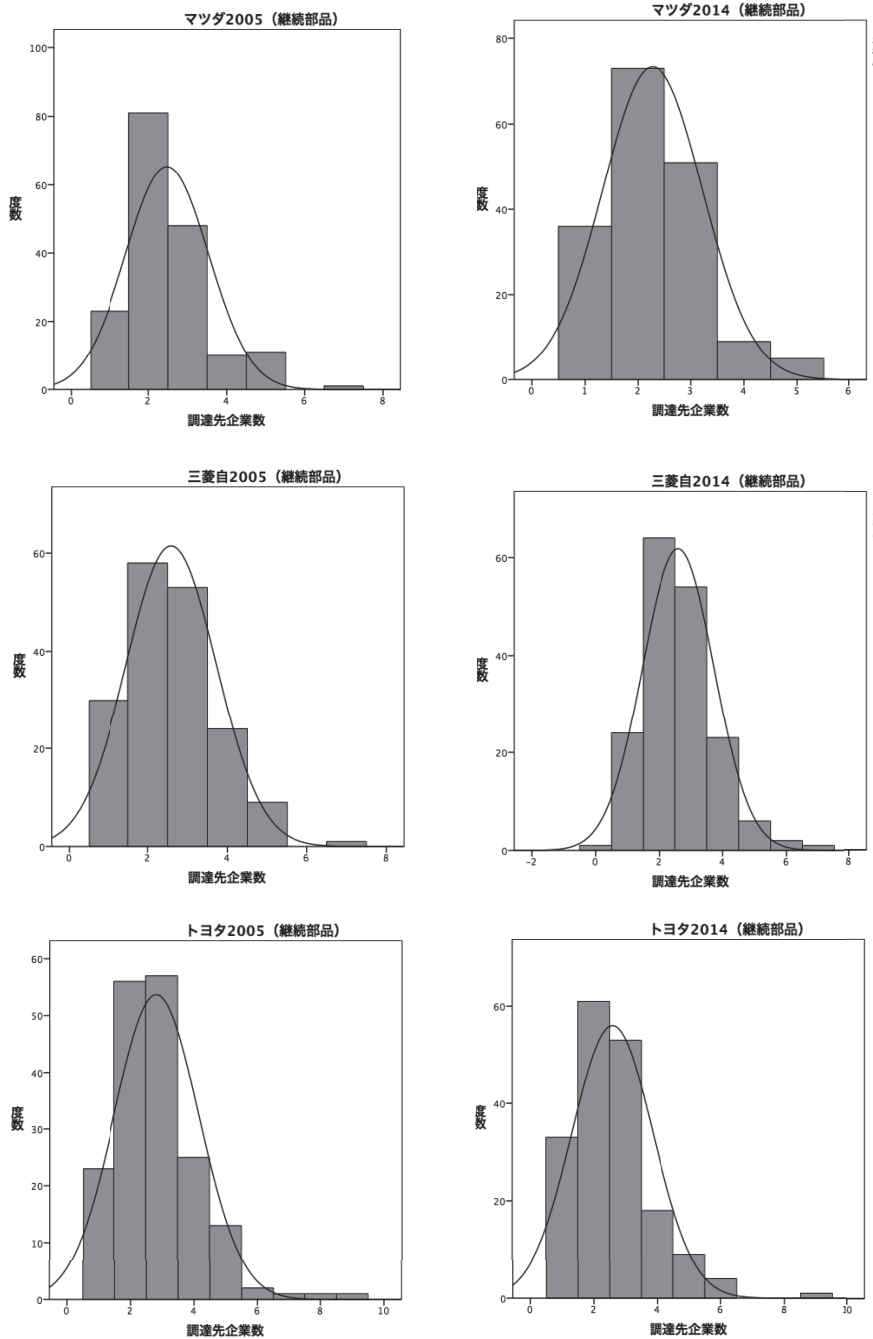 マツダ2005（継続部品）
100
80
60
40
20
0
度数
0 2 4 6 8
調達先企業数
マツダ2014（継続部品）
80
60
40
20
0
度数
0 1 2 3 4 5 6
調達先企業数
三菱自2005（継続部品）
60
40
20
0
度数
0 2 4 6 8
調達先企業数
三菱自2014（継続部品）
60
40
20
0
度数
-2 0 2 4 6 8
調達先企業数
トヨタ2005（継続部品）
60
50
40
30
20
10
0
度数
0 2 4 6 8 10
調達先企業数
トヨタ2014（継続部品）
60
40
20
0
度数
0 2 4 6 8 10
調達先企業数